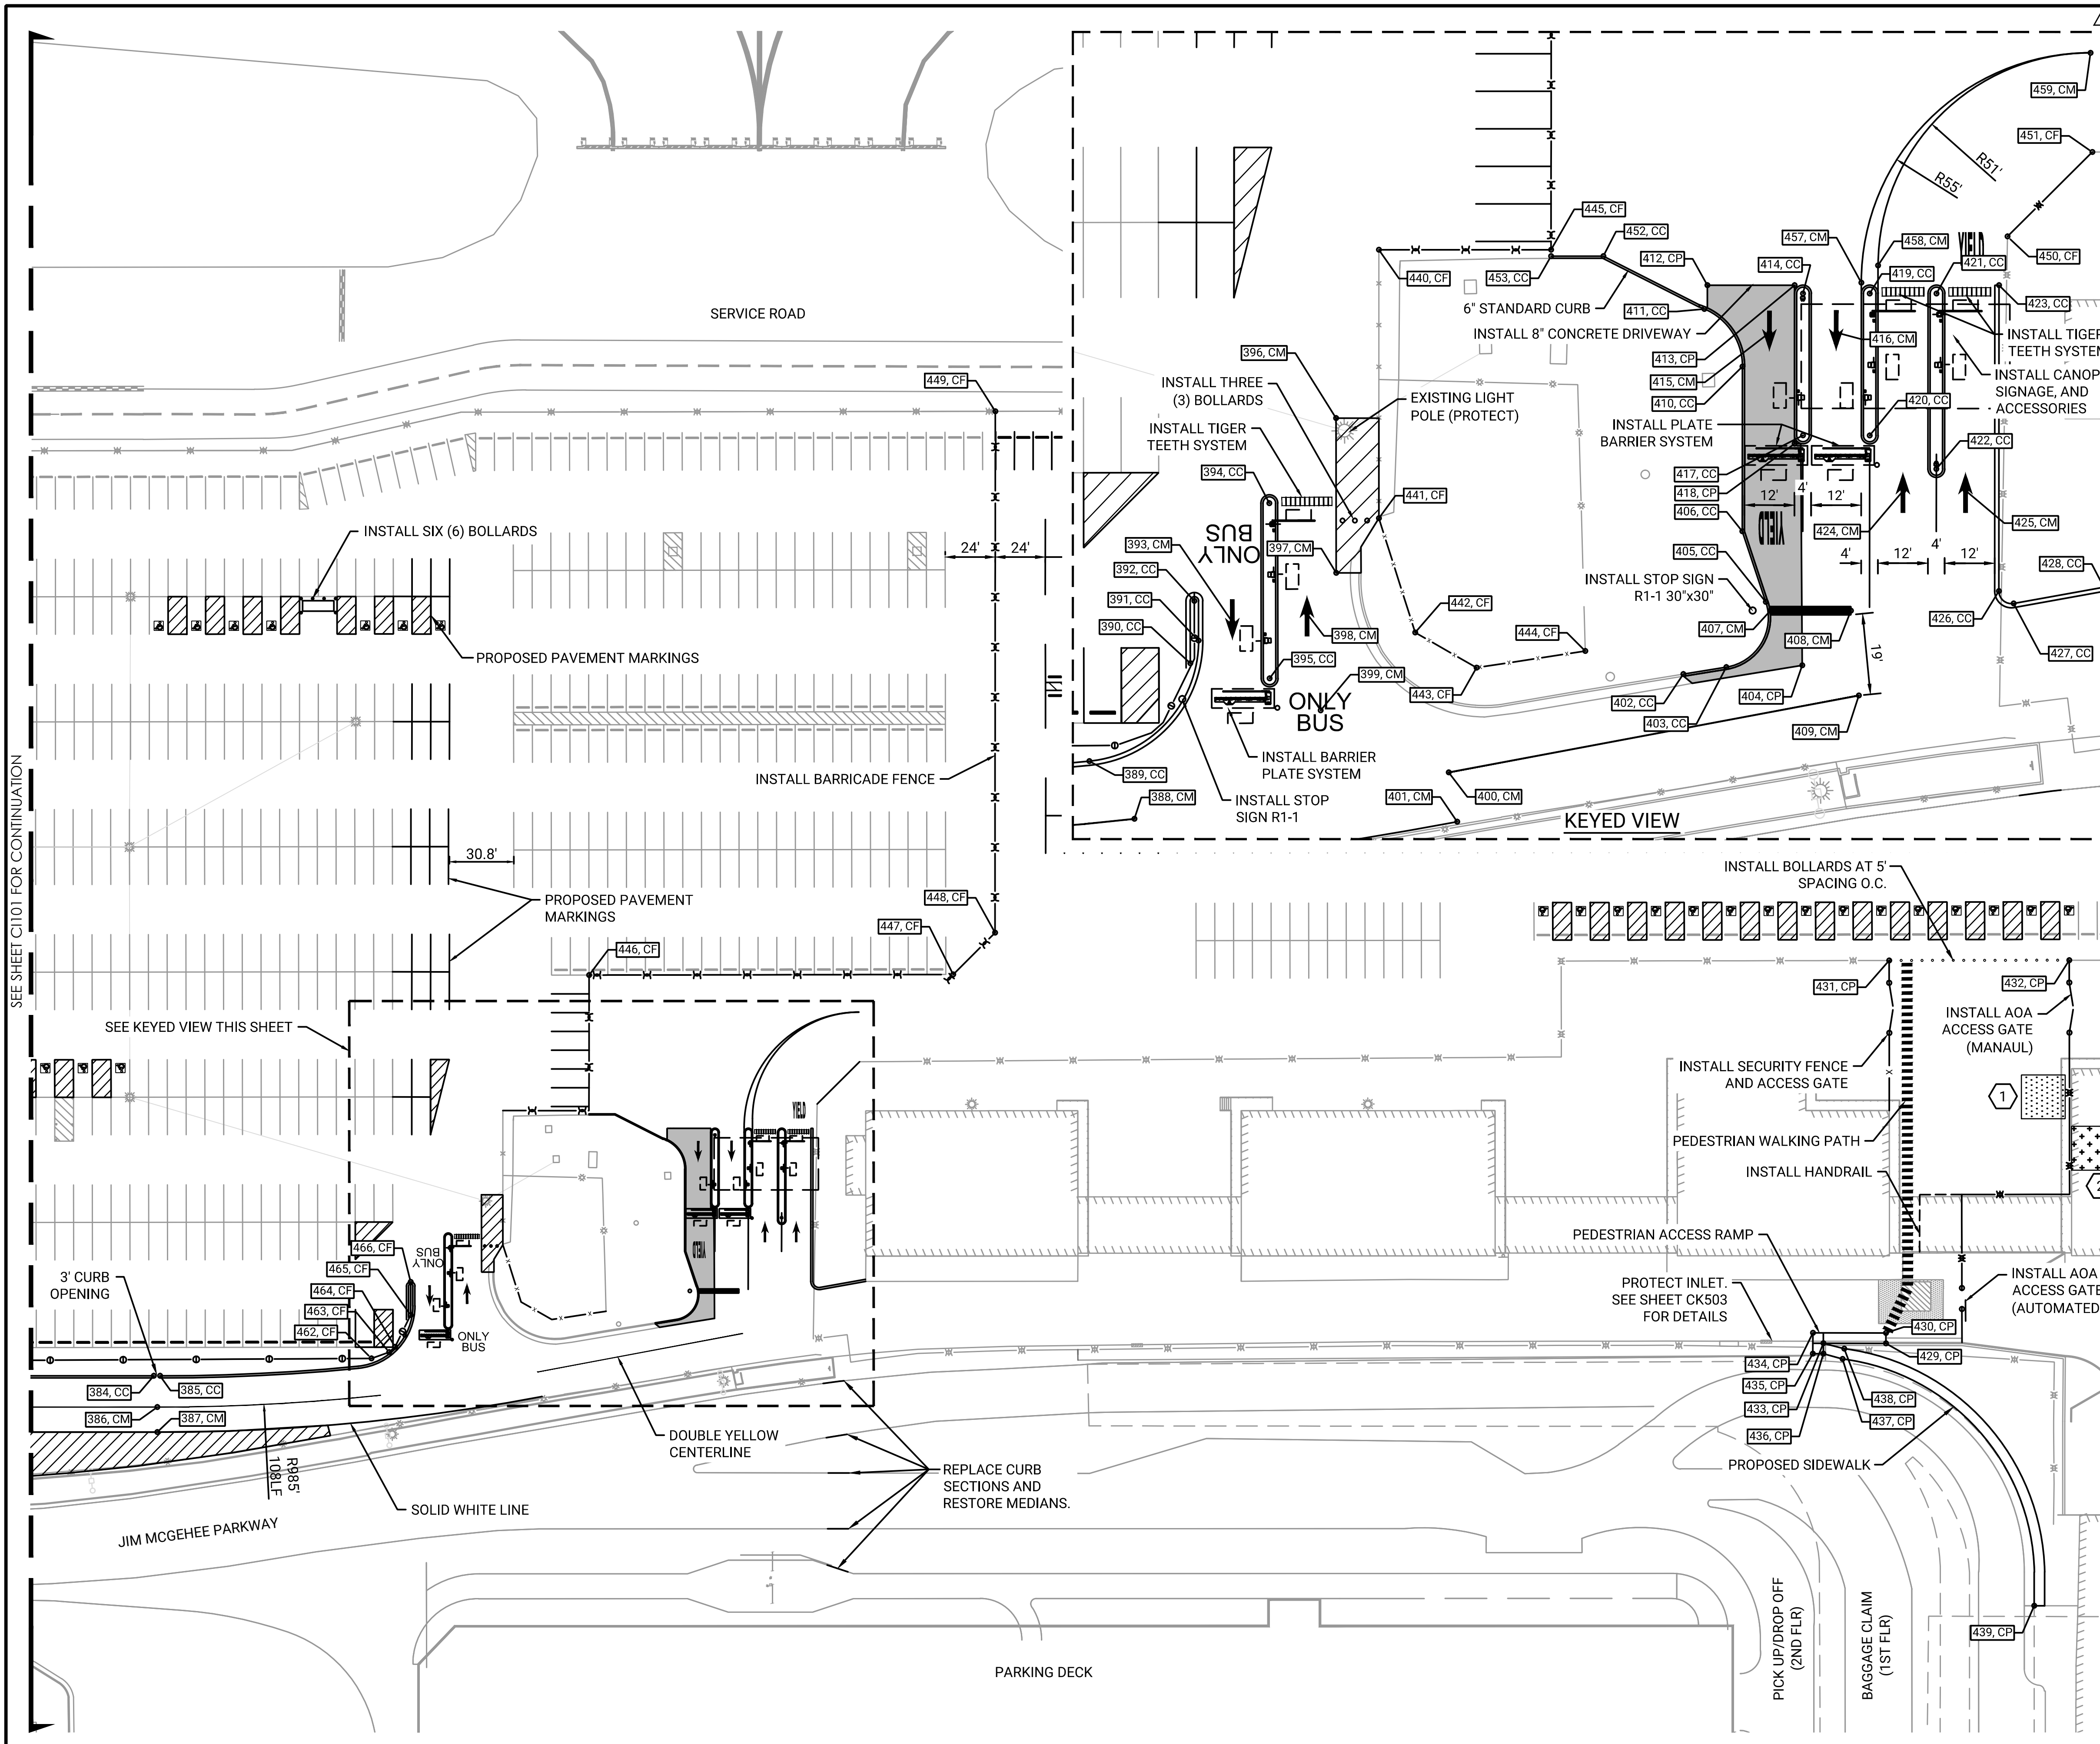 SEE SHEET CI101 FOR CONTINUATION
SERVICE ROAD
449, CF
INSTALL SIX (6) BOLLARDS
24'
24'
PROPOSED PAVEMENT MARKINGS
INSTALL BARRICADE FENCE
30.8'
PROPOSED PAVEMENT
MARKINGS
448, CF
447, CF
446, CF
SEE KEYED VIEW THIS SHEET
YIELD
YIELD
466, CF
465, CF
464, CF
463, CF
462, CF
ONLY
BUS
ONLY
BUS
3' CURB
OPENING
384, CC
385, CC
386, CM
387, CM
R985'
108LF
SOLID WHITE LINE
JIM MCGEHEE PARKWAY
DOUBLE YELLOW
CENTERLINE
REPLACE CURB
SECTIONS AND
RESTORE MEDIANS.
PARKING DECK
459, CM
451, CF
R51'
R55'
445, CF
452, CC
457, CM
458, CM
YIELD
450, CF
440, CF
453, CC
412, CP
414, CC
419, CC
421, CC
423, CC
6" STANDARD CURB
411, CC
INSTALL 8" CONCRETE DRIVEWAY
416, CM
INSTALL TIGER
TEETH SYSTEM
396, CM
413, CP
415, CM
410, CC
INSTALL THREE
(3) BOLLARDS
EXISTING LIGHT
POLE (PROTECT)
INSTALL CANOP
SIGNAGE, AND
ACCESSORIES
420, CC
INSTALL TIGER
TEETH SYSTEM
INSTALL PLATE
BARRIER SYSTEM
422, CC
394, CC
417, CC
418, CP
441, CF
12'
4'
12'
406, CC
YIELD
424, CM
425, CM
ONLY
BUS
393, CM
397, CM
405, CC
4'
12'
4'
12'
392, CC
391, CC
390, CC
INSTALL STOP SIGN
R1-1 30"x30"
428, CC
442, CF
444, CF
398, CM
407, CM
408, CM
426, CC
427, CC
19'
395, CC
399, CM
443, CF
402, CC
403, CC
404, CP
409, CM
ONLY
BUS
389, CC
INSTALL BARRIER
PLATE SYSTEM
388, CM
INSTALL STOP
SIGN R1-1
401, CM
400, CM
KEYED VIEW
INSTALL BOLLARDS AT 5'
SPACING O.C.
431, CP
432, CP
INSTALL AOA
ACCESS GATE
(MANAUL)
INSTALL SECURITY FENCE
AND ACCESS GATE
1
PEDESTRIAN WALKING PATH
INSTALL HANDRAIL
2
PEDESTRIAN ACCESS RAMP
PROTECT INLET.
SEE SHEET CK503
FOR DETAILS
INSTALL AOA
ACCESS GATE
(AUTOMATED
430, CP
429, CP
434, CP
435, CP
433, CP
436, CP
438, CP
437, CP
PROPOSED SIDEWALK
439, CP
PICK UP/DROP OFF
(2ND FLR)
BAGGAGE CLAIM
(1ST FLR)